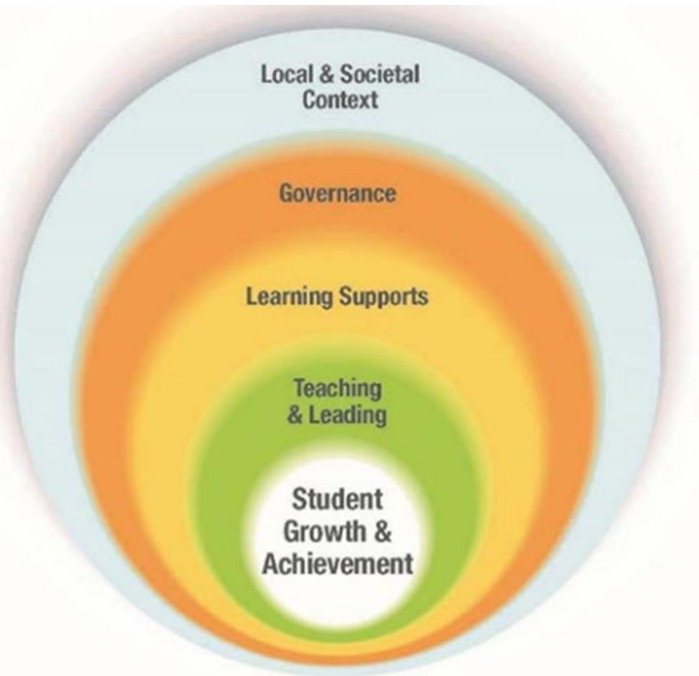 Local & Societal
Context
Governance
Learning Supports
Teaching
& Leading
Student
Growth &
Achievement